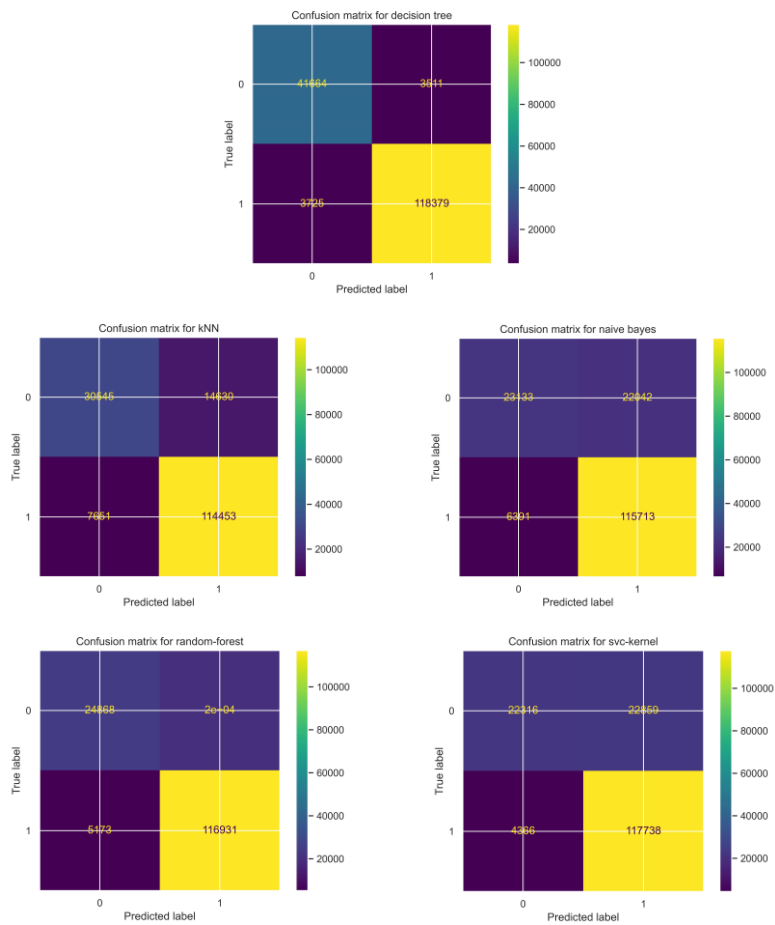 Confusion matrix for decision tree
100000
0 41664 3511
80000
True label
60000
40000
1 3725 118379
20000
0 1
Predicted label
Confusion matrix for kNN
100000
0 30545 14630
80000
True label
60000
40000
1 7651 114453
20000
0 1
Predicted label
Confusion matrix for naive bayes
100000
0 23133 22042
80000
True label
60000
40000
1 6391 115713
20000
0 1
Predicted label
Confusion matrix for random-forest
100000
0 24868 2e+04
80000
True label
60000
40000
1 5173 116931
20000
0 1
Predicted label
Confusion matrix for svc-kernel
100000
0 22316 22859
80000
True label
60000
40000
1 4366 117738
20000
0 1
Predicted label